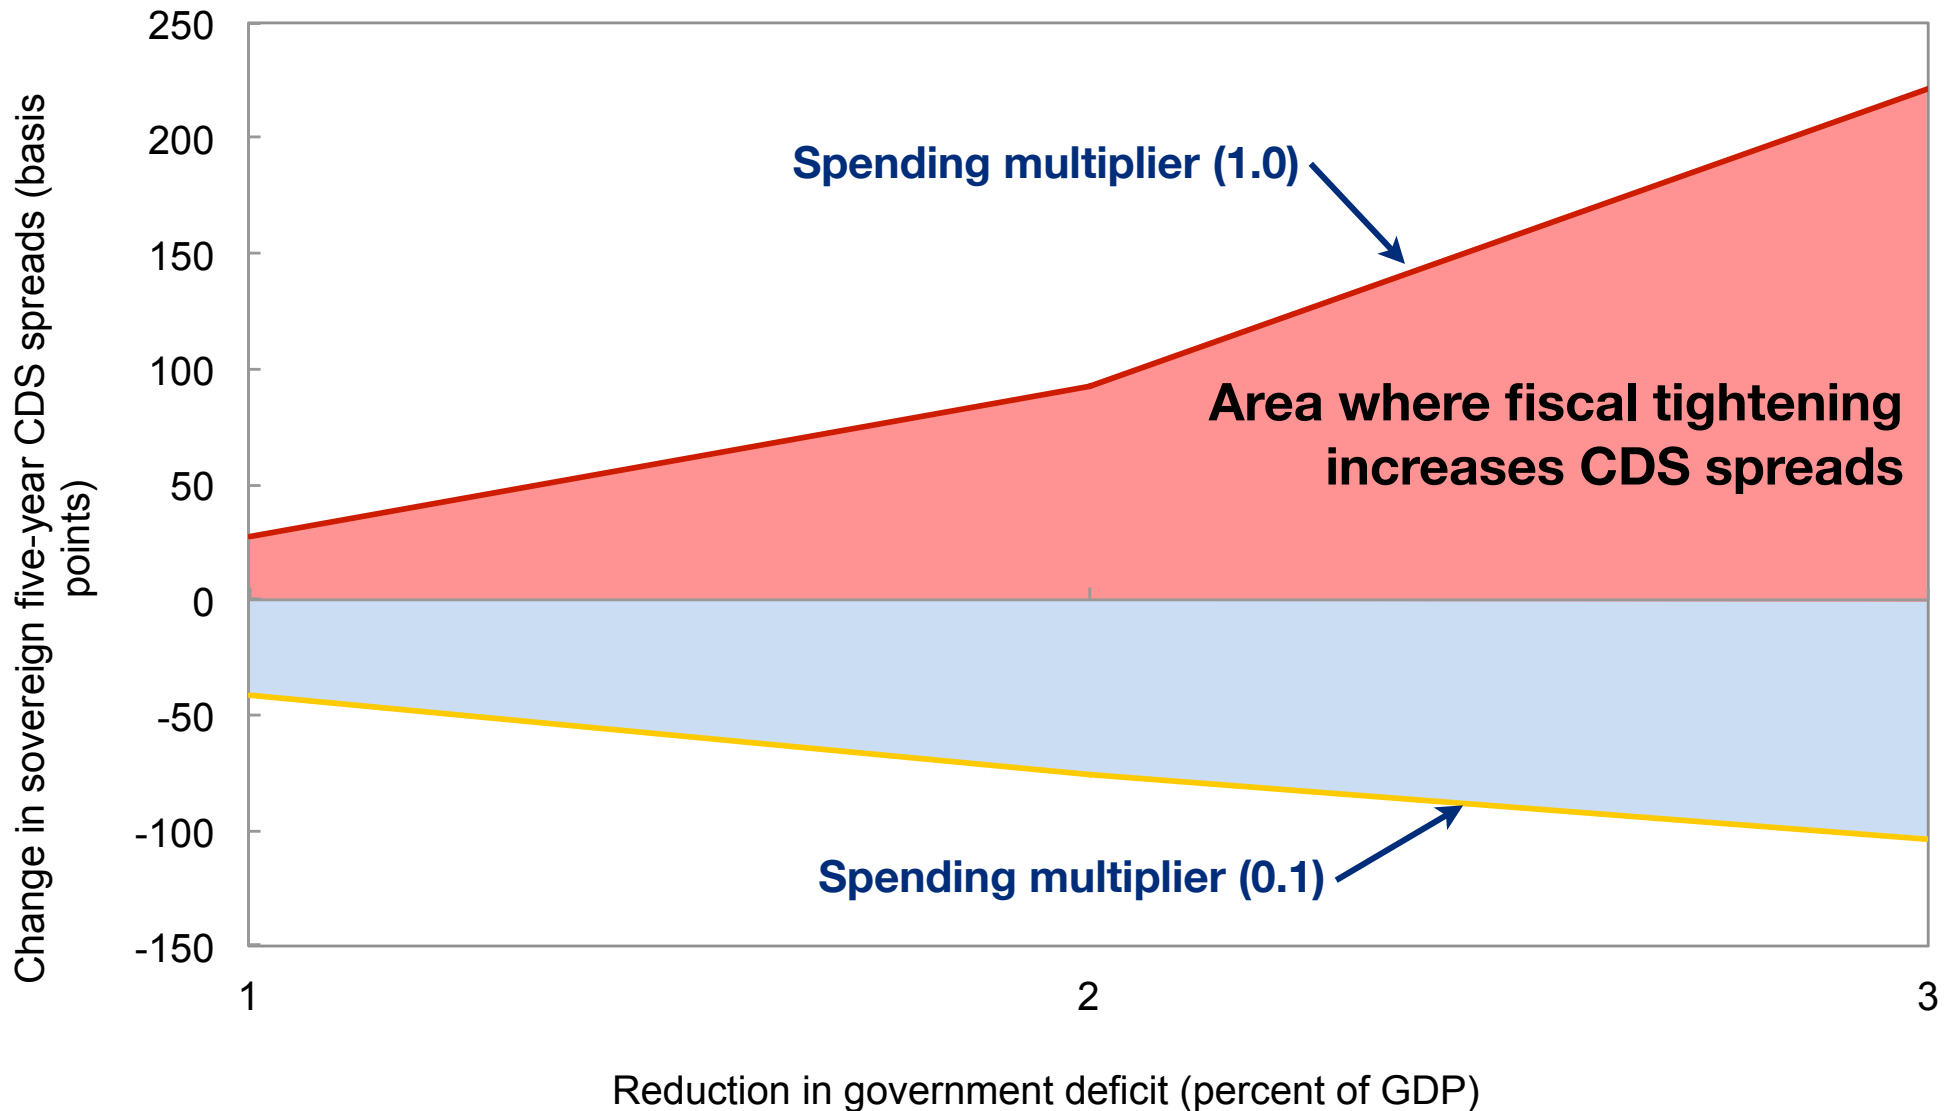 Change in sovereign five-year CDS spreads (basis
points)
250
200
150
100
50
0
-50
-100
-150
Spending multiplier (1.0)
Area where fiscal tightening
increases CDS spreads
Spending multiplier (0.1)
1
2
3
Reduction in government deficit (percent of GDP)